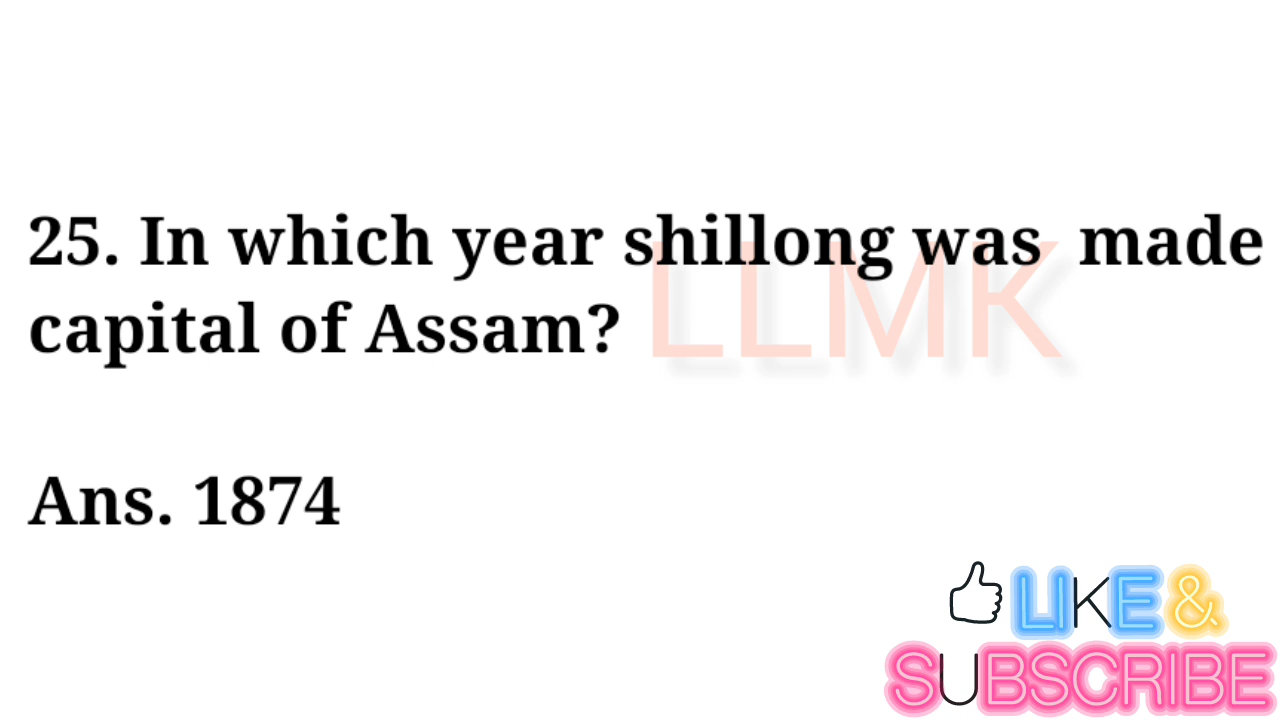 25. In which year shillong was made
capital of Assam?
LLMK
Ans. 1874
LIKE &
SUBSCRIBE